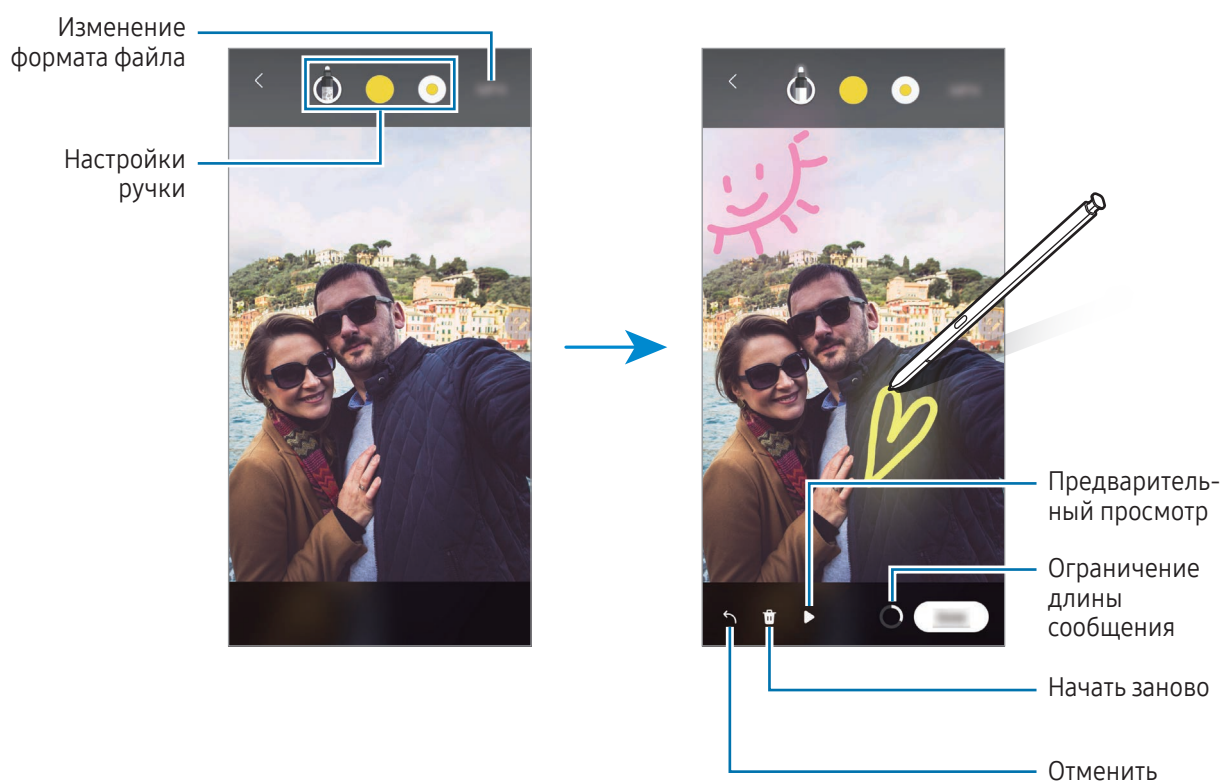 Изменение
формата файла
Настройки
ручки
Предваритель-
ный просмотр
Ограничение
длины
сообщения
Начать заново
Отменить